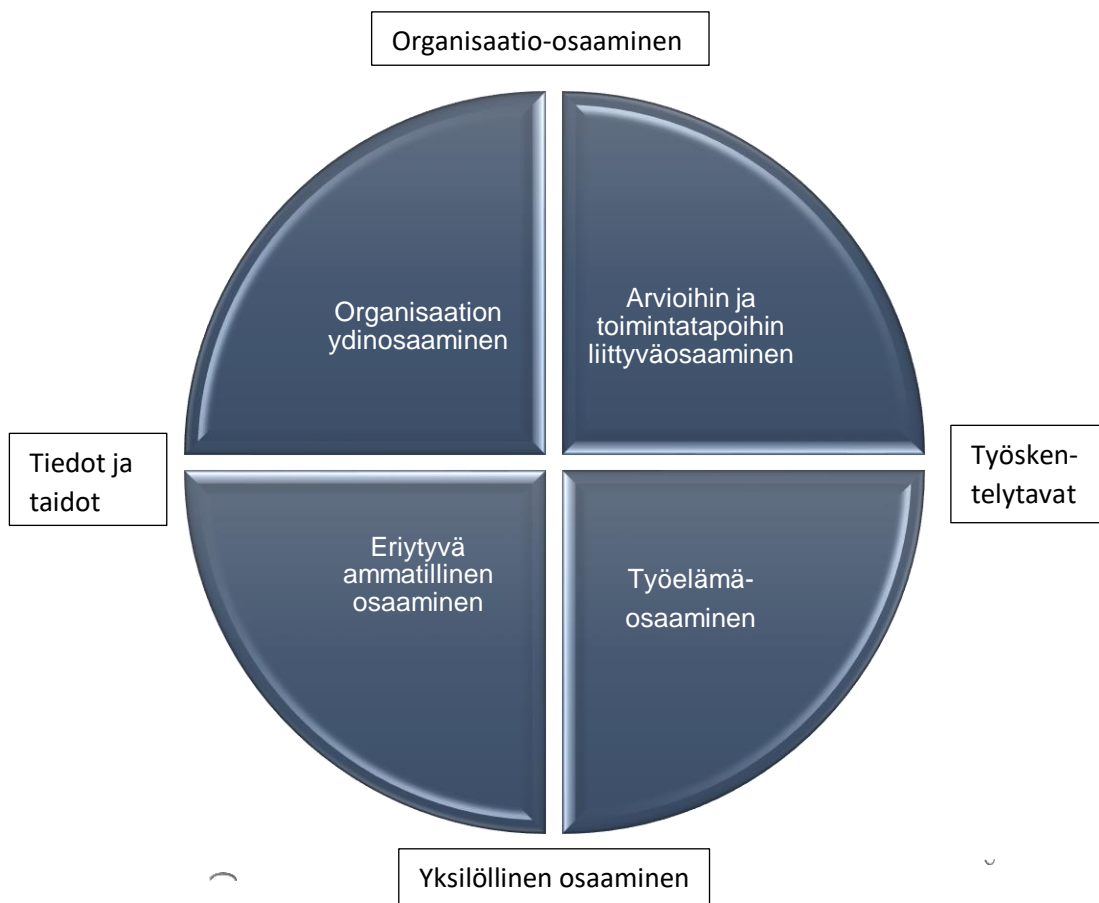 Organisaatio-osaaminen
Organisaation
ydinosaaminen
Arvioihin ja
toimintatapoihin
liittyväosaaminen
Tiedot ja
taidot
Työsken-
telytavat
Eriytyvä
ammatillinen
osaaminen
Työelämä-
osaaminen
Yksilöllinen osaaminen